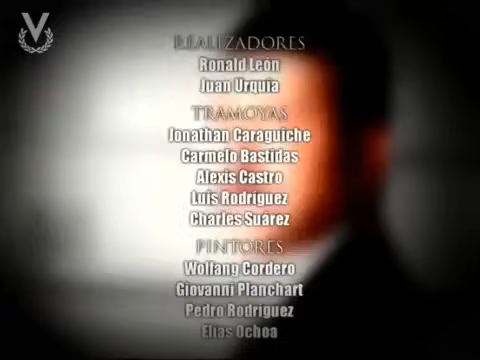 V
REALIZADORES
Ronald León
Juan Urquia
TRAMOYAS
Jonathan Caraguiche
Carmelo Bastidas
Alexis Castro
Luis Rodríguez
Charles Suárez
PINTORES
Wolfang Cordero
Giovanni Planchart
Pedro Rodríguez
Elías Ochoa